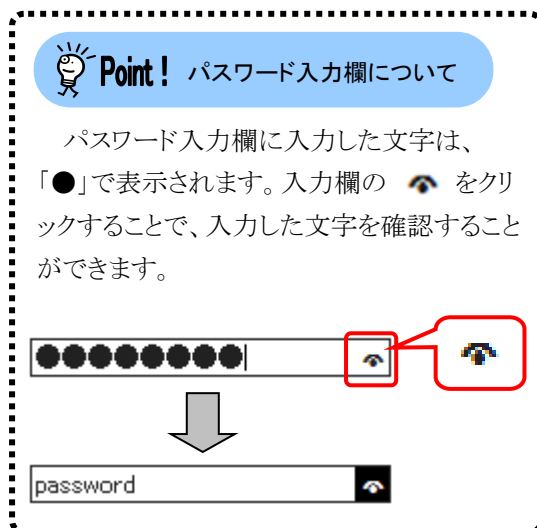 Point! パスワード入力欄について
パスワード入力欄に入力した文字は、
「●」で表示されます。入力欄の をクリ
ックすることで、入力した文字を確認すること
ができます。
●●●●●●●●
password